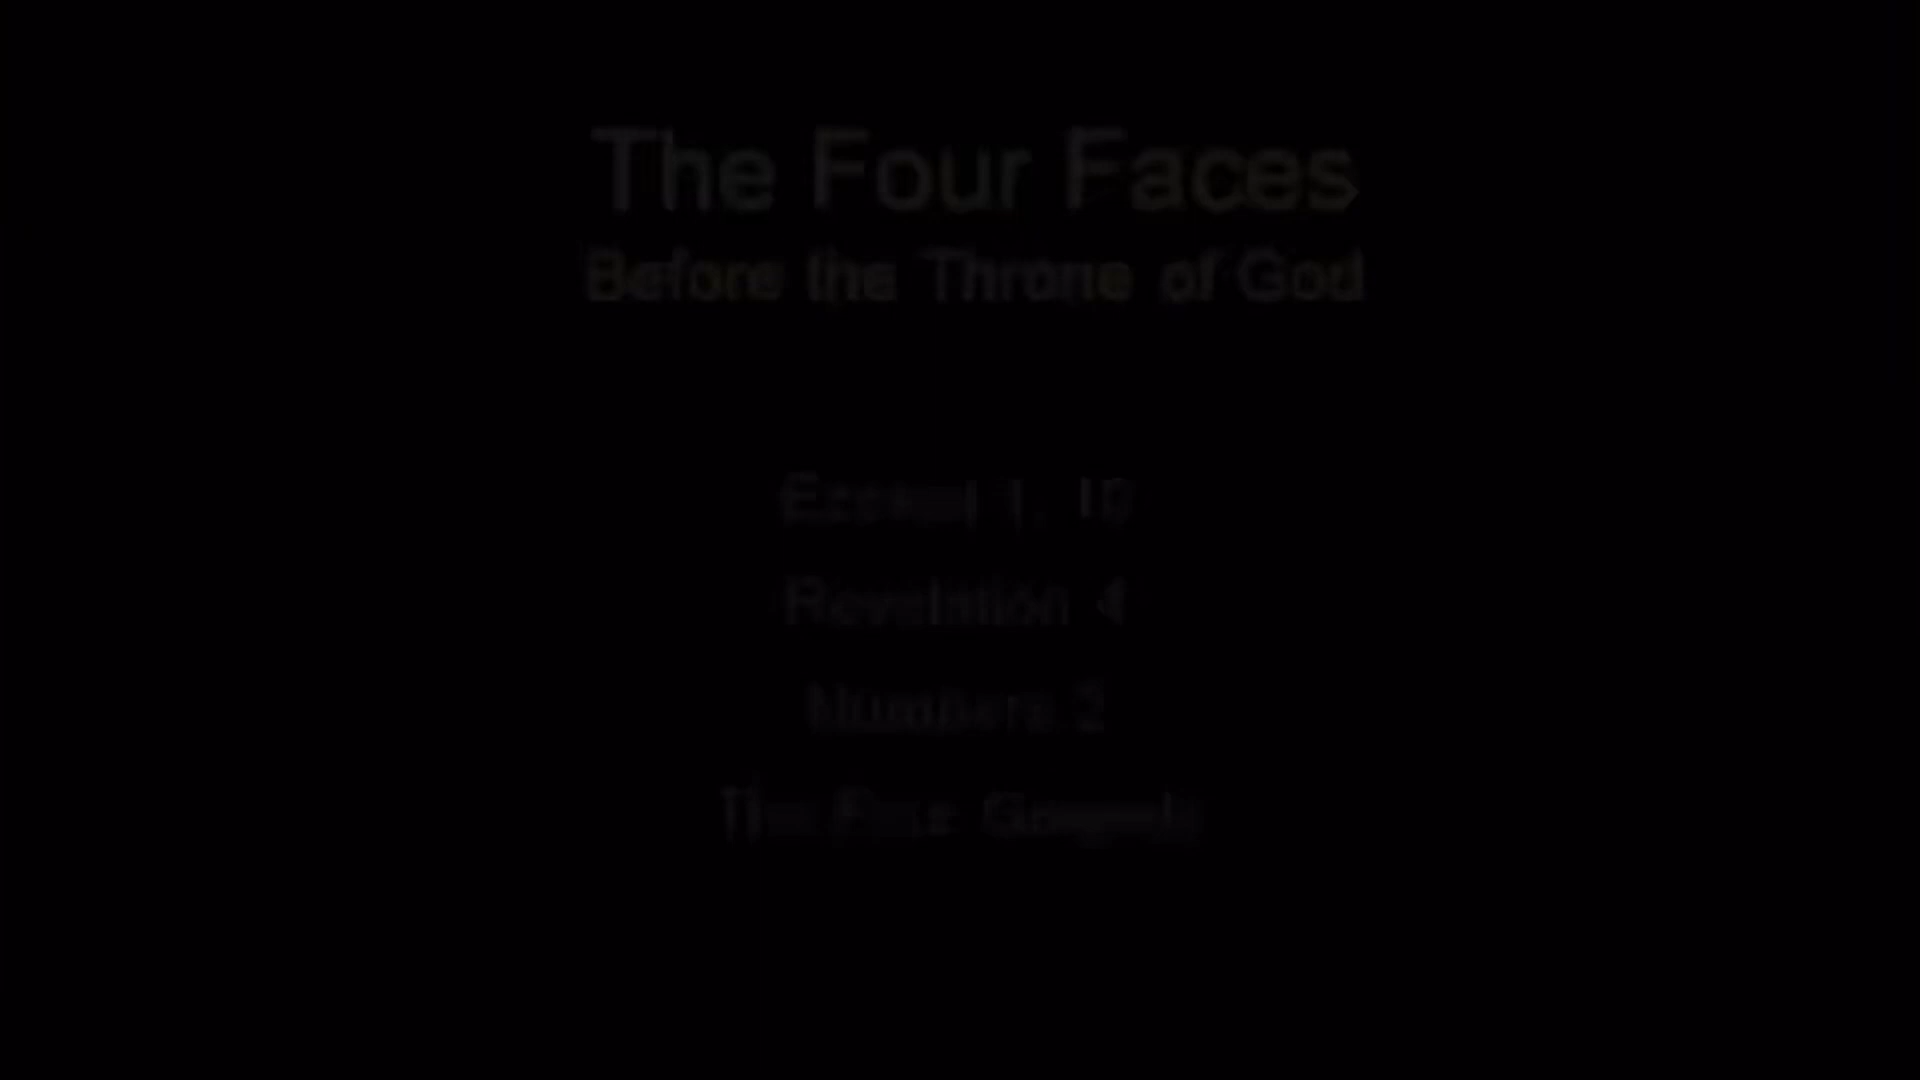 The Four Faces
Before the Throne of God
Ezekiel 1, 10
Revelation 4
Numbers 2
The Four Gospels